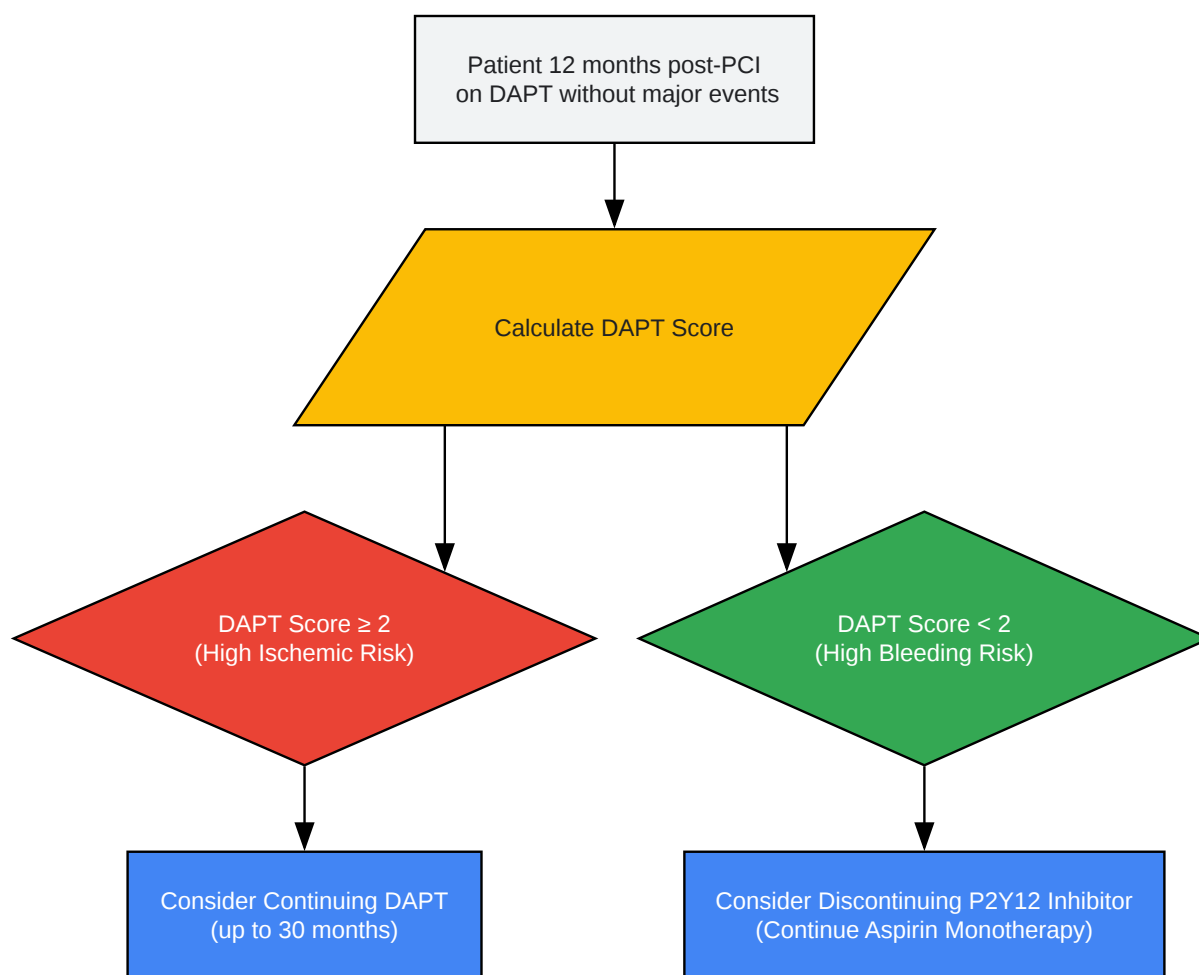 Patient 12 months post-PCI
on DAPT without major events
Calculate DAPT Score
DAPT Score ≥ 2
(High Ischemic Risk)
DAPT Score < 2
(High Bleeding Risk)
Consider Continuing DAPT
(up to 30 months)
Consider Discontinuing P2Y12 Inhibitor
(Continue Aspirin Monotherapy)